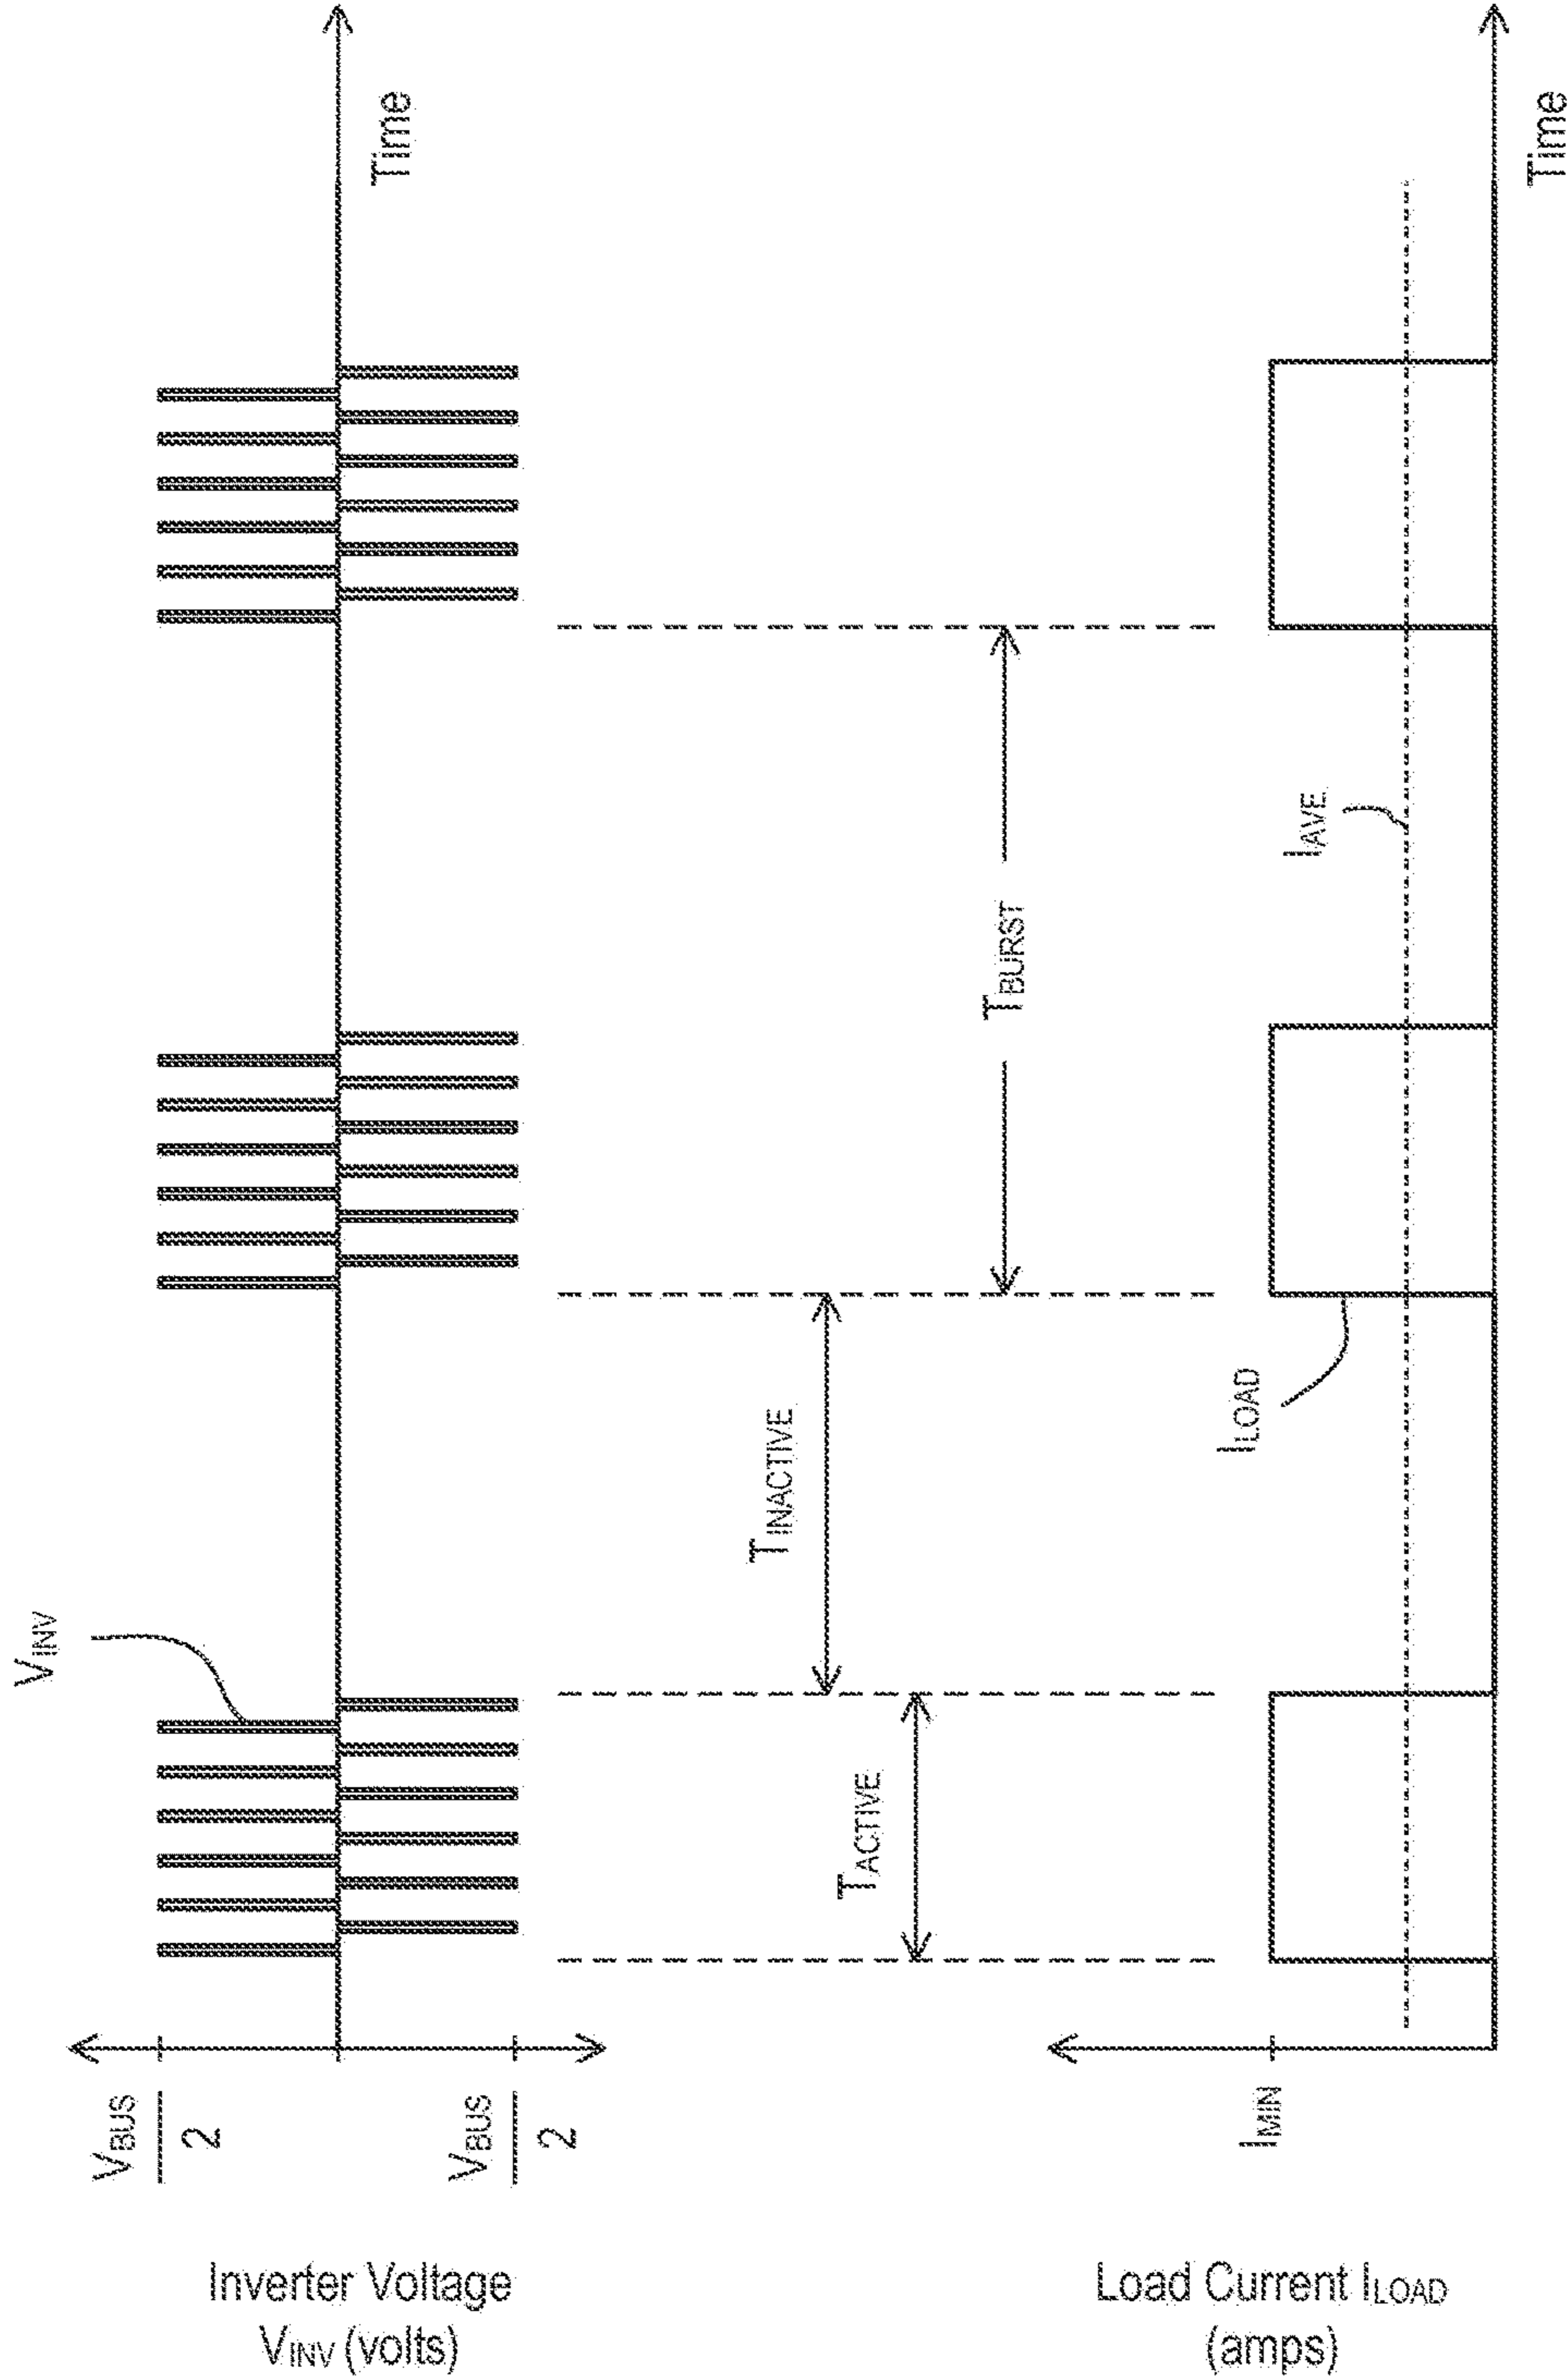 Inverter Voltage
VINV (volts)
VBUS
2
VBUS
2
VINV
Time
TACTIVE
TINACTIVE
TBURST
Load Current ILOAD
(amps)
IMIN
ILOAD
IAVE
Time